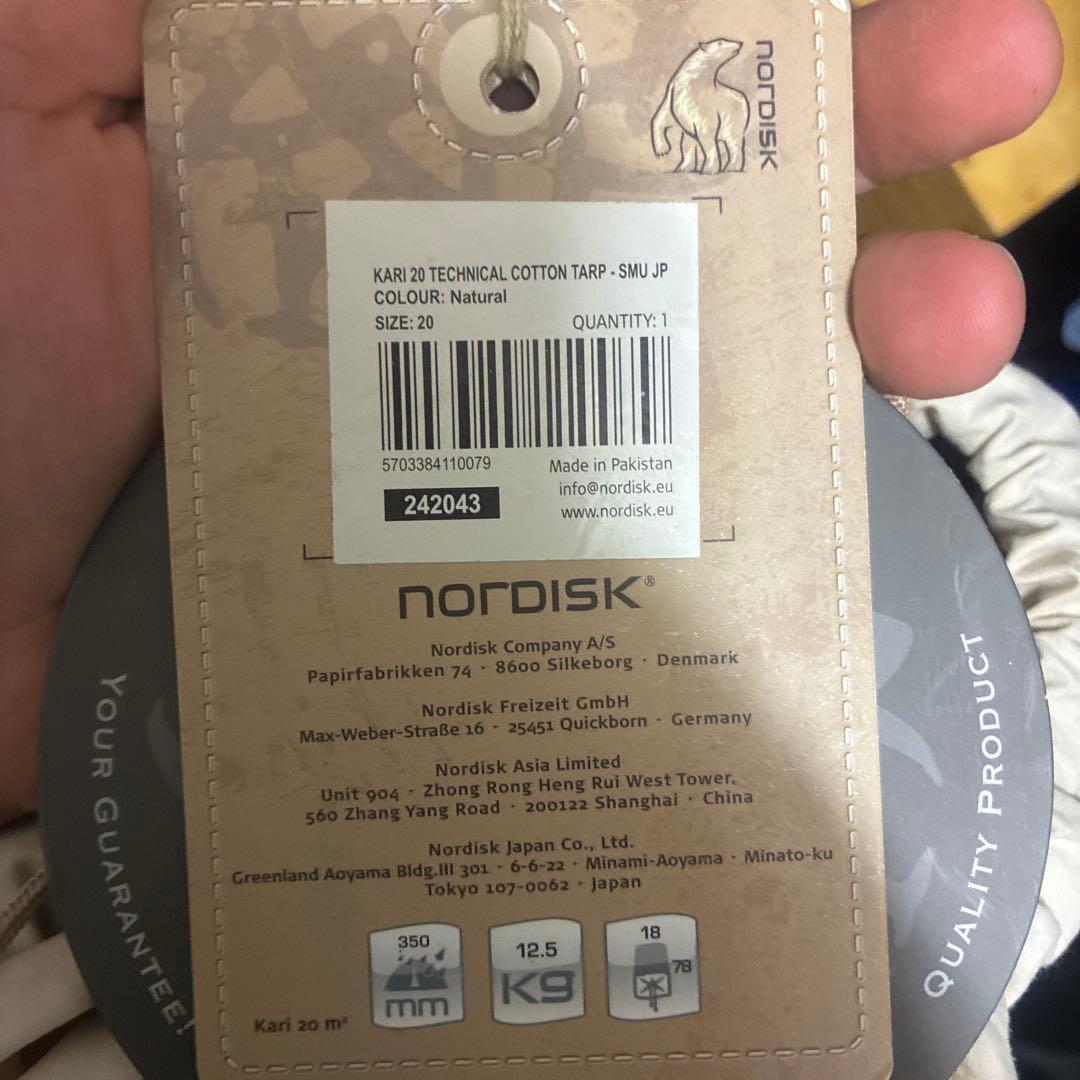 NORDISK
KARI 20 TECHNICAL COTTON TARP - SMU JP
COLOUR: Natural
SIZE: 20 QUANTITY: 1
5703384110079 Made in Pakistan
info@nordisk.eu
242043 www.nordisk.eu
NORDISK®
Nordisk Company A/S
Papirfabrikken 74 · 8600 Silkeborg · Denmark
Nordisk Freizeit GmbH
Max-Weber-Straße 16 · 25451 Quickborn · Germany
Nordisk Asia Limited
Unit 904 · Zhong Rong Heng Rui West Tower,
560 Zhang Yang Road · 200122 Shanghai · China
Nordisk Japan Co., Ltd.
Greenland Aoyama Bldg.III 301 · 6-6-22 · Minami-Aoyama · Minato-ku
Tokyo 107-0062 · Japan
Kari 20 m²
350
mm
12.5
KG
18
78
YOUR GUARANTEE!
QUALITY PRODUCT